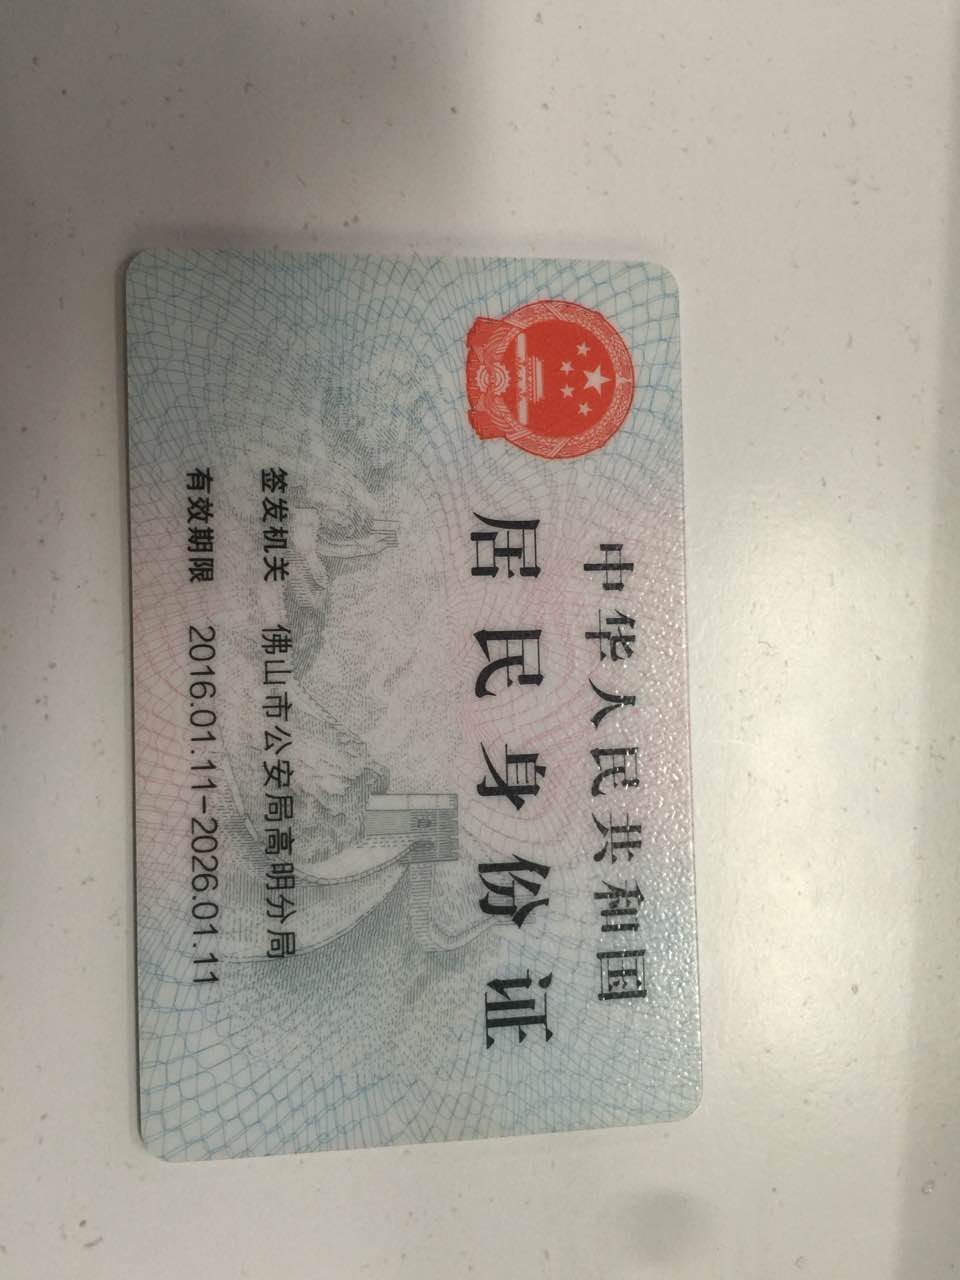 中华人民共和国
居民身份证
签发机关 佛山市公安局高明分局
有效期限 2016.01.11-2026.01.11